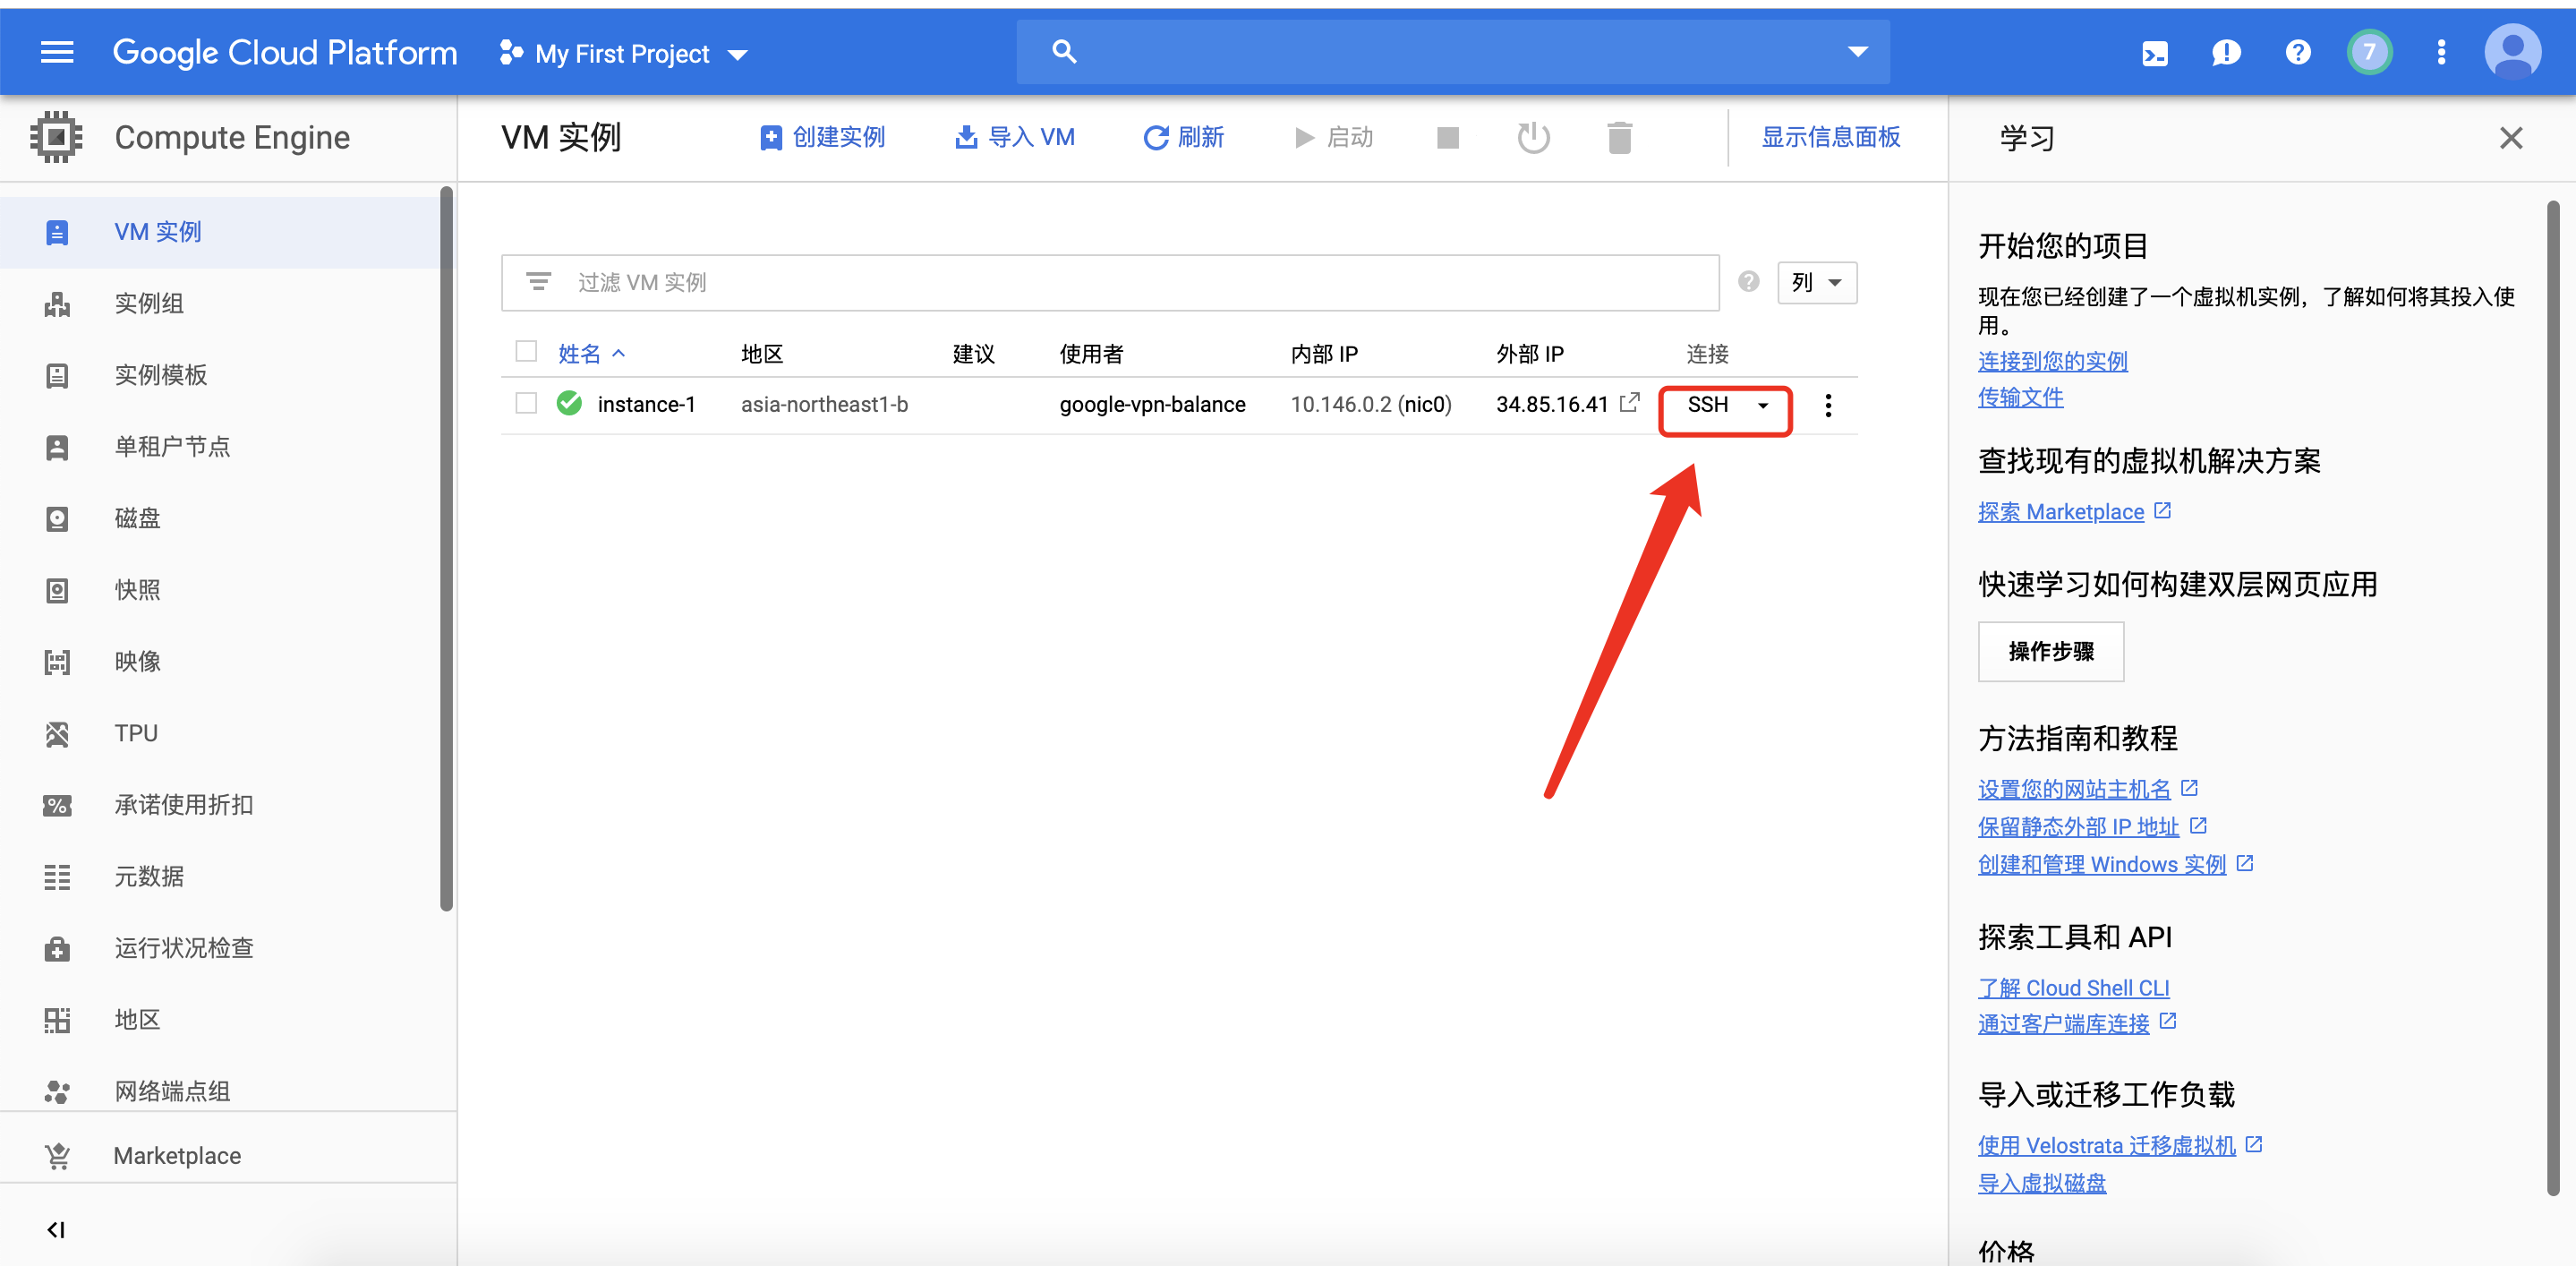 Google Cloud Platform
My First Project
7
Compute Engine
VM 实例
创建实例
导入 VM
刷新
启动
显示信息面板
学习
VM 实例
实例组
实例模板
单租户节点
磁盘
快照
映像
TPU
承诺使用折扣
元数据
运行状况检查
地区
网络端点组
Marketplace
过滤 VM 实例
列
姓名 地区 建议 使用者 内部 IP 外部 IP 连接
instance-1 asia-northeast1-b google-vpn-balance 10.146.0.2 (nic0) 34.85.16.41 SSH
开始您的项目
现在您已经创建了一个虚拟机实例，了解如何将其投入使
用。
连接到您的实例
传输文件
查找现有的虚拟机解决方案
探索 Marketplace
快速学习如何构建双层网页应用
操作步骤
方法指南和教程
设置您的网站主机名
保留静态外部 IP 地址
创建和管理 Windows 实例
探索工具和 API
了解 Cloud Shell CLI
通过客户端库连接
导入或迁移工作负载
使用 Velostrata 迁移虚拟机
导入虚拟磁盘
价格